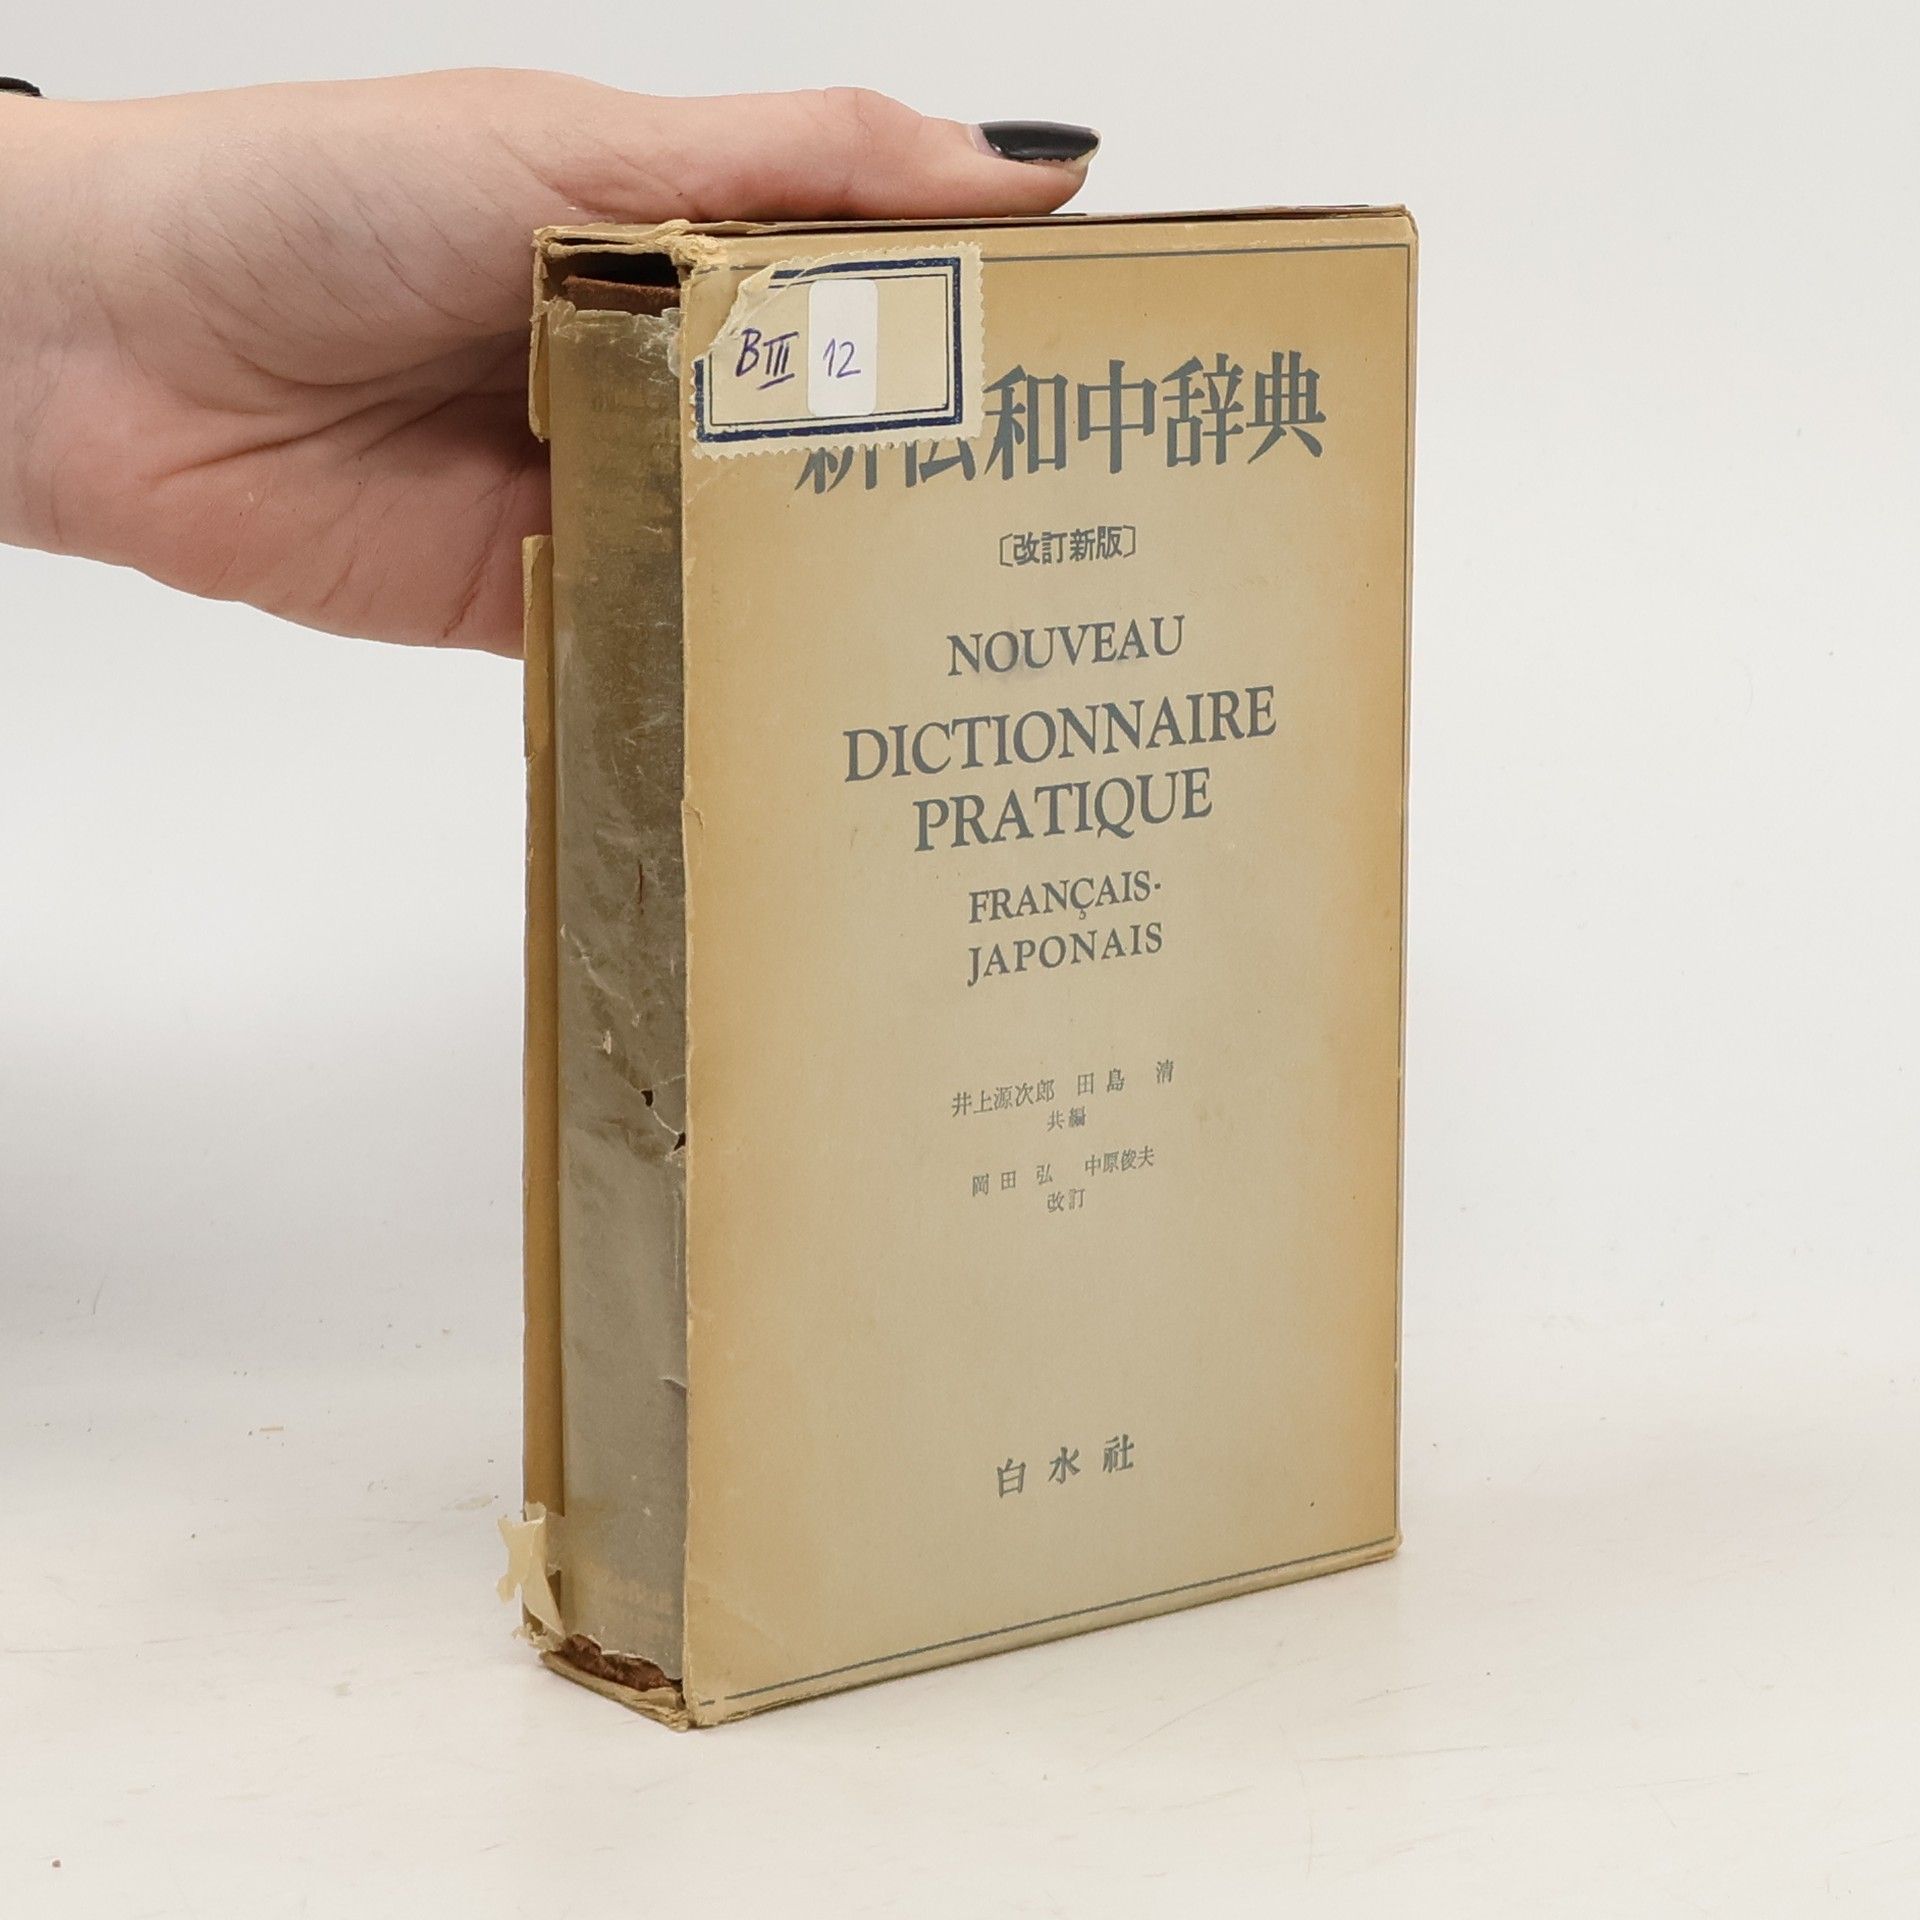 BIII 12
新仏和中辞典
〔改訂新版〕
NOUVEAU
DICTIONNAIRE
PRATIQUE
FRANÇAIS-
JAPONAIS
井上源次郎 田島 清
共編
岡田 弘 中原俊夫
改訂
白水社